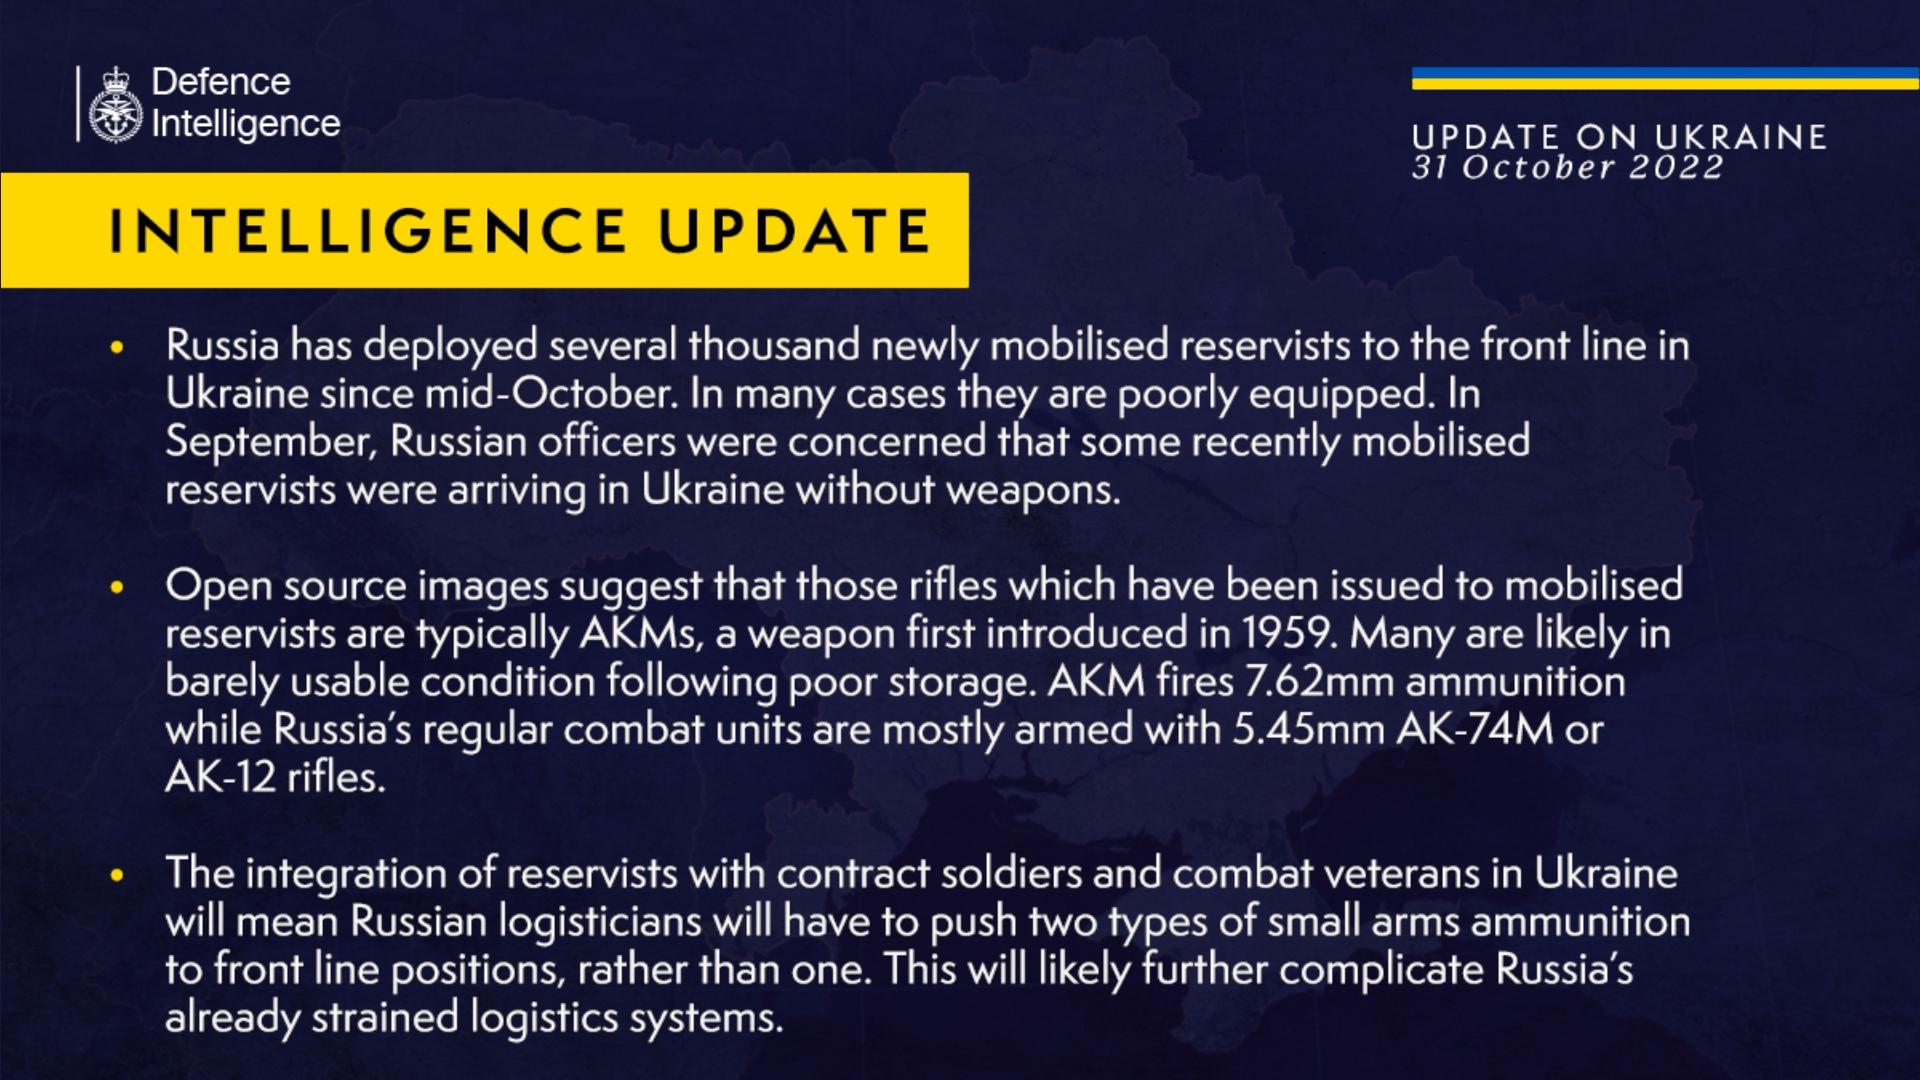 Defence
Intelligence
UPDATE ON UKRAINE
31 October 2022
INTELLIGENCE UPDATE
• Russia has deployed several thousand newly mobilised reservists to the front line in
Ukraine since mid-October. In many cases they are poorly equipped. In
September, Russian officers were concerned that some recently mobilised
reservists were arriving in Ukraine without weapons.
• Open source images suggest that those rifles which have been issued to mobilised
reservists are typically AKMs, a weapon first introduced in 1959. Many are likely in
barely usable condition following poor storage. AKM fires 7.62mm ammunition
while Russia’s regular combat units are mostly armed with 5.45mm AK-74M or
AK-12 rifles.
• The integration of reservists with contract soldiers and combat veterans in Ukraine
will mean Russian logisticians will have to push two types of small arms ammunition
to front line positions, rather than one. This will likely further complicate Russia’s
already strained logistics systems.